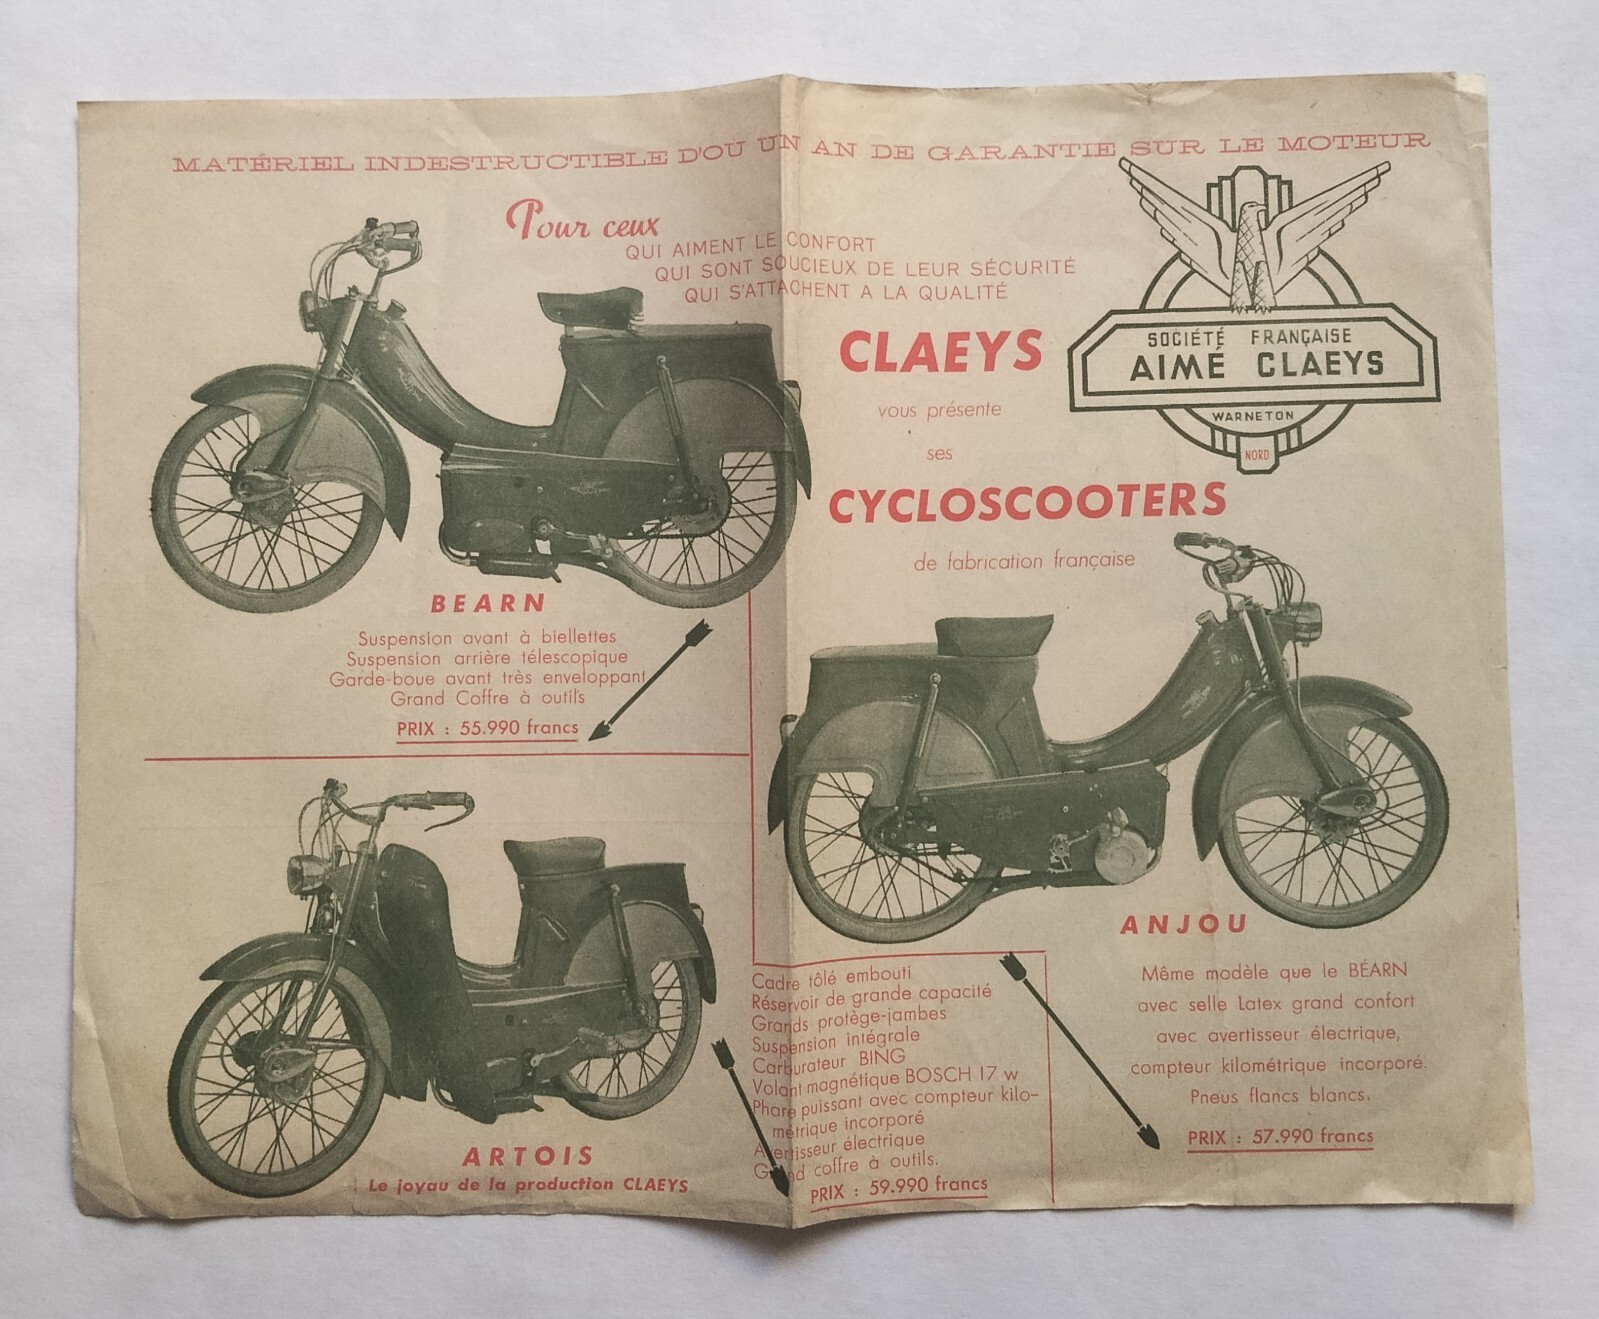 MATÉRIEL INDESTRUCTIBLE D'OU UN AN DE GARANTIE SUR LE MOTEUR
Pour ceux
QUI AIMENT LE CONFORT
QUI SONT SOUCIEUX DE LEUR SÉCURITÉ
QUI S'ATTACHENT A LA QUALITÉ
CLAEYS
vous présente
ses
CYCLOSCOOTERS
de fabrication française
SOCIÉTÉ FRANÇAISE
AIMÉ CLAEYS
WARNETON
NORD
BEARN
Suspension avant à biellettes
Suspension arrière télescopique
Garde-boue avant très enveloppant
Grand Coffre à outils
PRIX : 55.990 francs
ANJOU
Même modèle que le BÉARN
avec selle Latex grand confort
avec avertisseur électrique,
compteur kilométrique incorporé.
Pneus flancs blancs.
PRIX : 57.990 francs
ARTOIS
Le joyau de la production CLAEYS
Cadre tôlé embouti
Réservoir de grande capacité
Grands protège-jambes
Suspension intégrale
Carburateur BING
Volant magnétique BOSCH 17 w
Phare puissant avec compteur kilo-
métrique incorporé
Avertisseur électrique
Grand coffre à outils.
PRIX : 59.990 francs